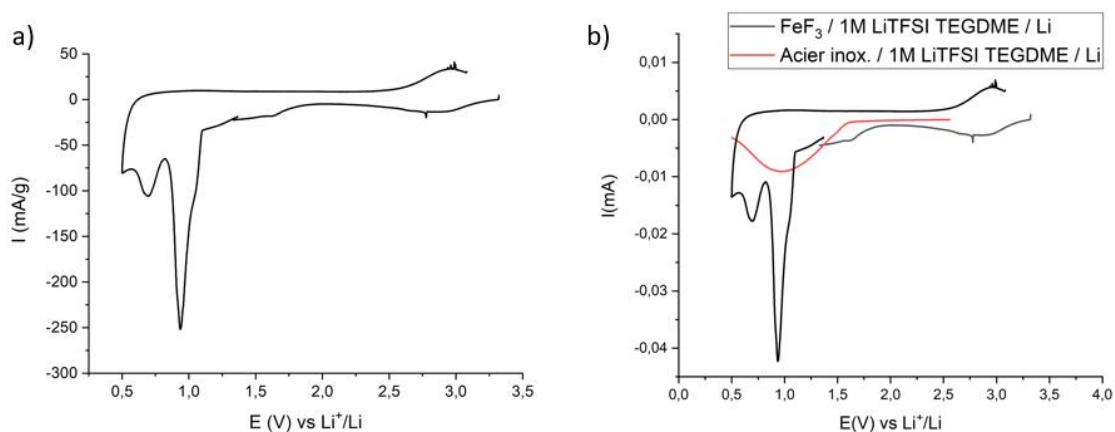 a)
I (mA/g)
50
0
-50
-100
-150
-200
-250
-300
0,5 1,0 1,5 2,0 2,5 3,0 3,5
E (V) vs Li⁺/Li
b)
FeF₃ / 1M LiTFSI TEGDME / Li
Acier inox. / 1M LiTFSI TEGDME / Li
I(mA)
0,01
0,00
-0,01
-0,02
-0,03
-0,04
0,0 0,5 1,0 1,5 2,0 2,5 3,0 3,5 4,0
E(V) vs Li⁺/Li